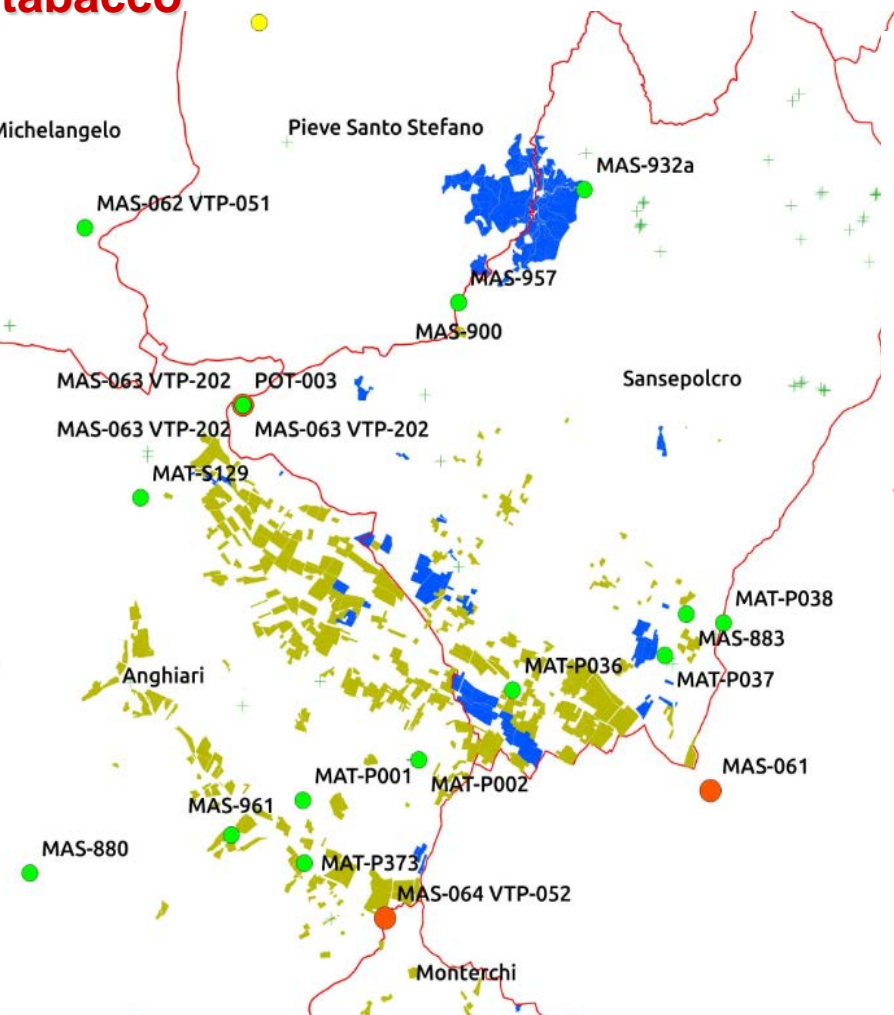 tabacco
Michelangelo
Pieve Santo Stefano
MAS-932a
MAS-062 VTP-051
MAS-957
MAS-900
MAS-063 VTP-202 POT-003
Sansepolcro
MAS-063 VTP-202 MAS-063 VTP-202
MAT-S129
MAT-P038
MAS-883
MAT-P036
Anghiari
MAT-P037
MAS-061
MAT-P001
MAT-P002
MAS-961
MAS-880
MAT-P373
MAS-064 VTP-052
Monterchi